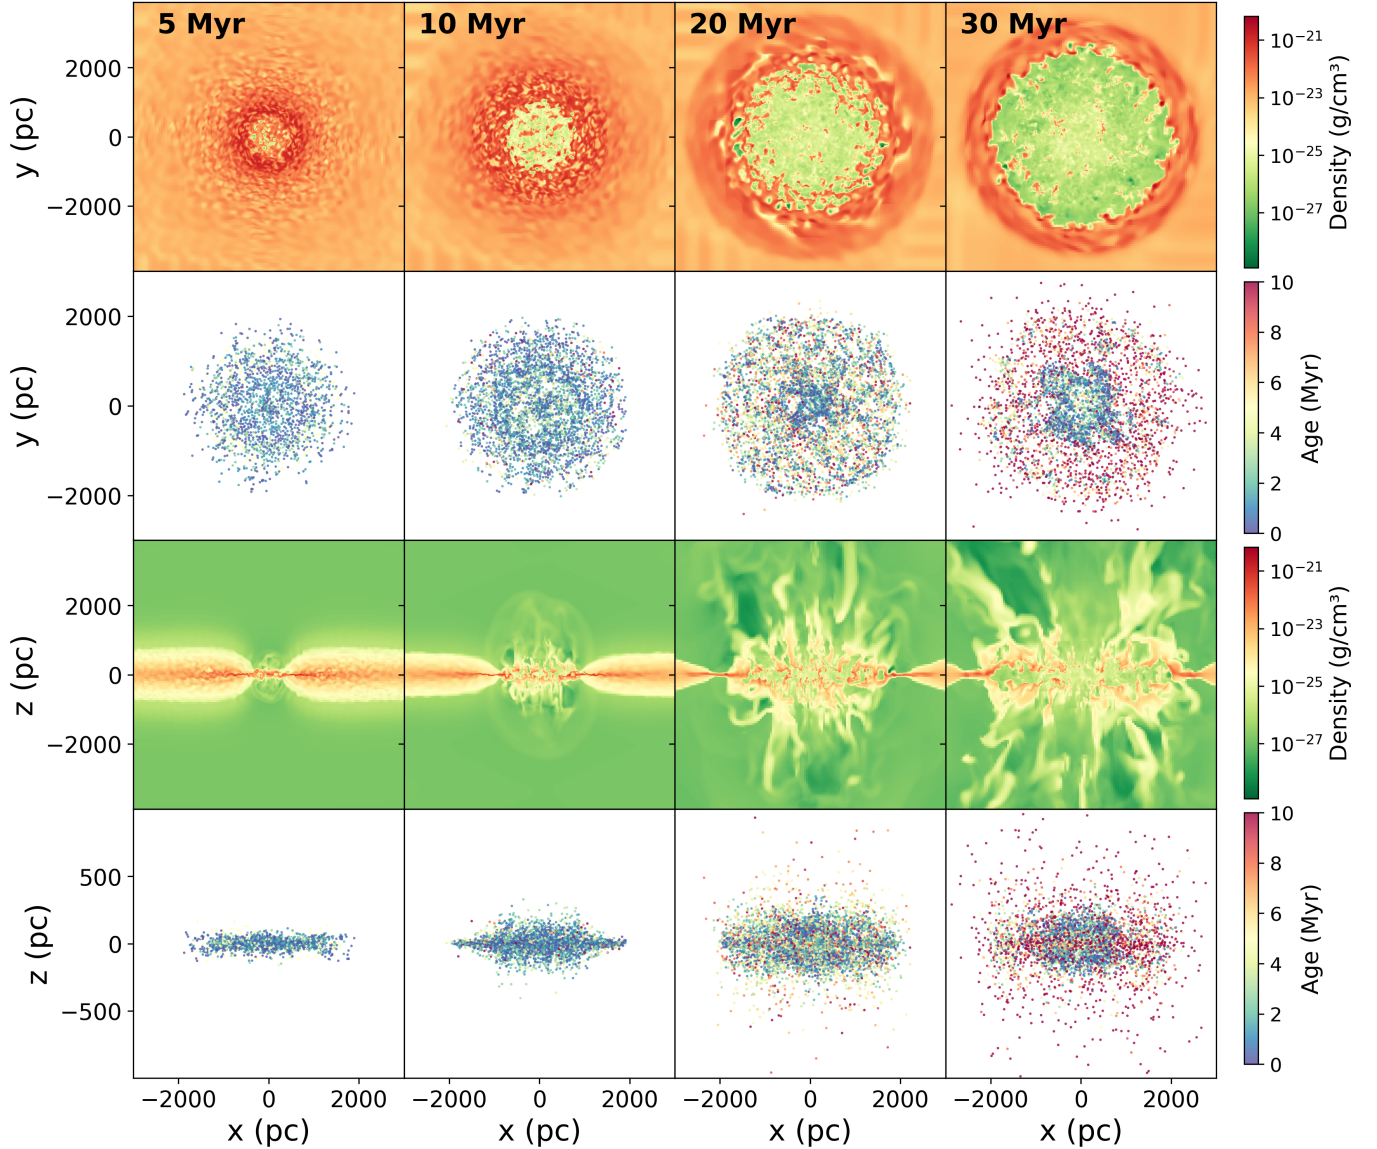 5 Myr 10 Myr 20 Myr 30 Myr
y (pc)
2000
0
−2000
10⁻²¹
10⁻²³
10⁻²⁵
10⁻²⁷
Density (g/cm³)
y (pc)
2000
0
−2000
10
8
6
4
2
0
Age (Myr)
z (pc)
2000
0
−2000
10⁻²¹
10⁻²³
10⁻²⁵
10⁻²⁷
Density (g/cm³)
z (pc)
500
0
−500
10
8
6
4
2
0
Age (Myr)
−2000 0 2000 −2000 0 2000 −2000 0 2000 −2000 0 2000
x (pc) x (pc) x (pc) x (pc)